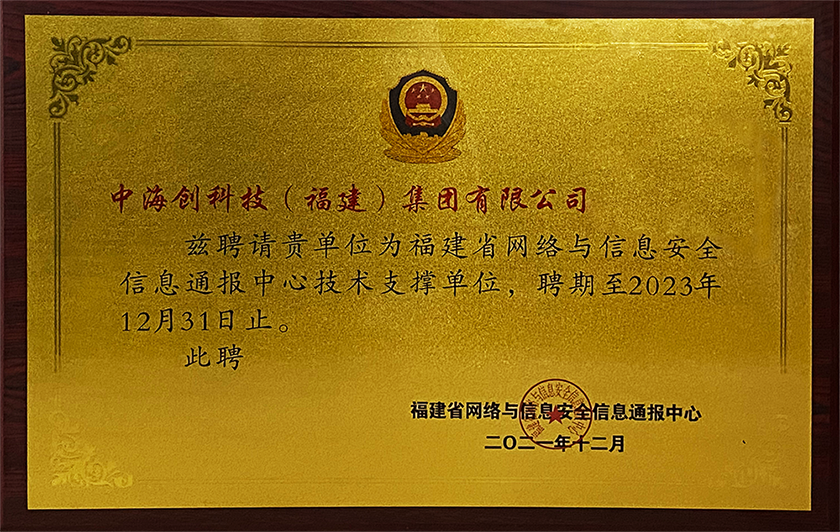 中海创科技（福建）集团有限公司
兹聘请贵单位为福建省网络与信息安全
信息通报中心技术支撑单位，聘期至2023年
12月31日止。
此聘
福建省网络与信息安全信息通报中心
二〇二一年十二月